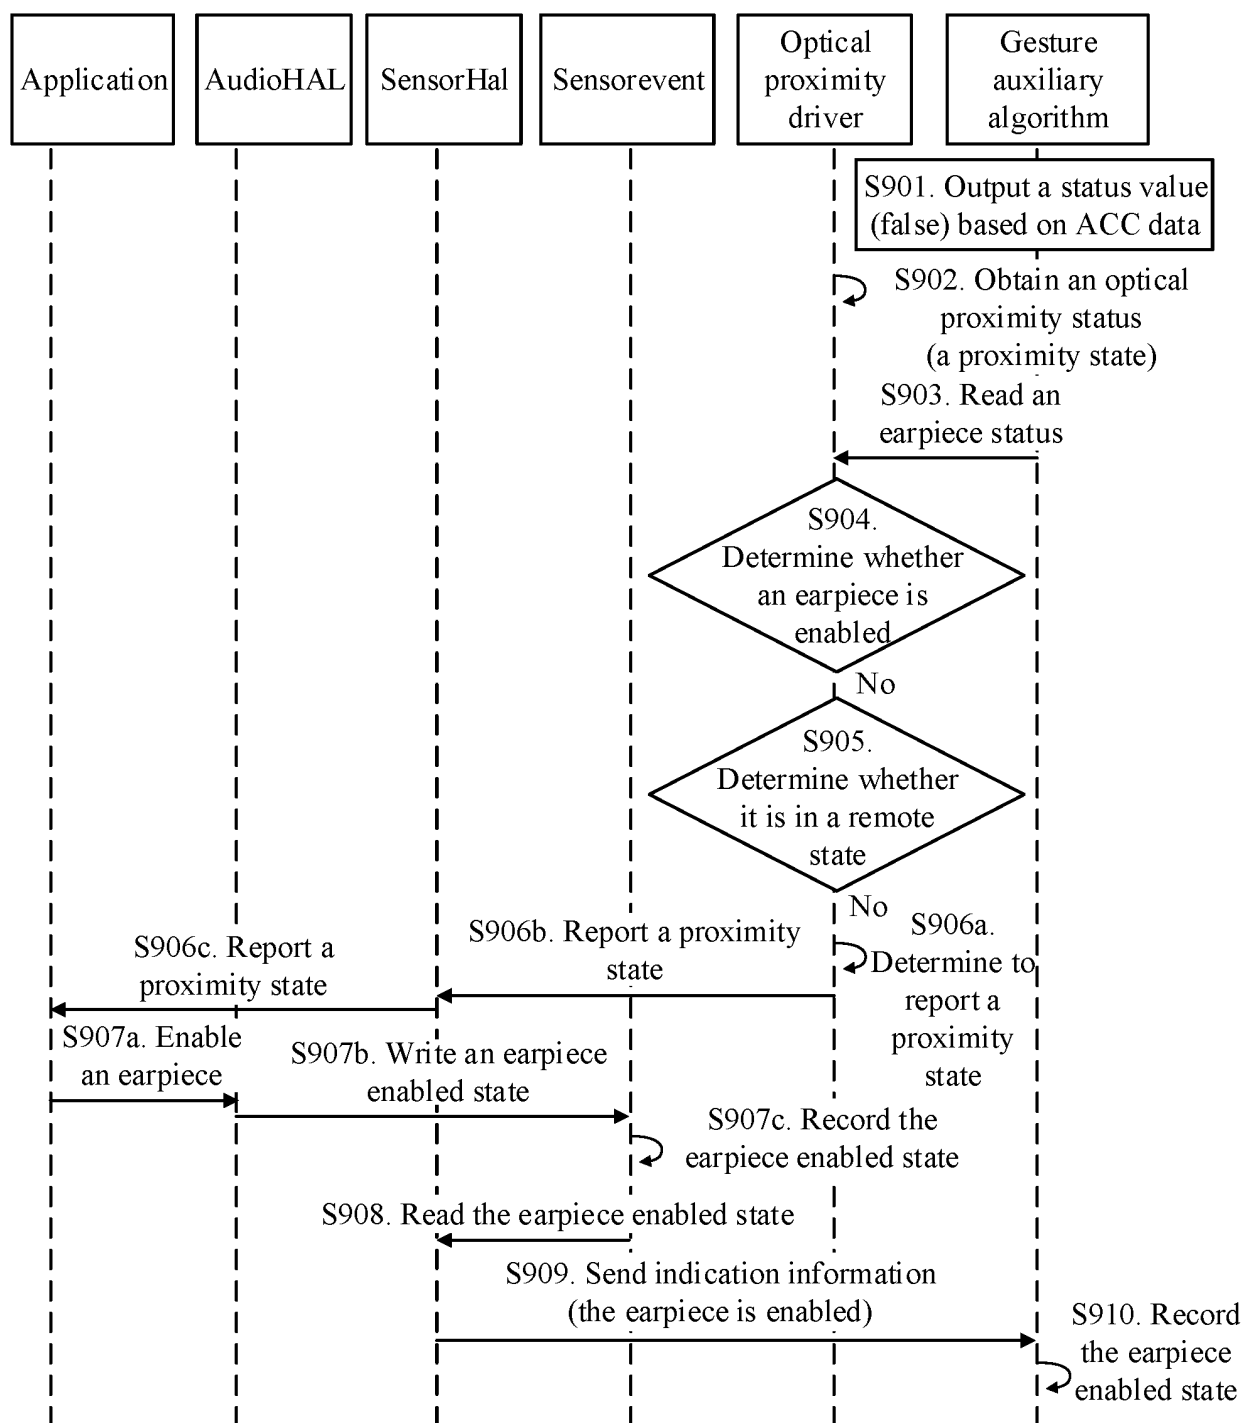 Application
AudioHAL
SensorHal
Sensorevent
Optical
proximity
driver
Gesture
auxiliary
algorithm
S901. Output a status value
(false) based on ACC data
S902. Obtain an optical
proximity status
(a proximity state)
S903. Read an
earpiece status
S904.
Determine whether
an earpiece is
enabled
No
S905.
Determine whether
it is in a remote
state
No
S906a.
Determine to
report a
proximity
state
S906b. Report a proximity
state
S906c. Report a
proximity state
S907a. Enable
an earpiece
S907b. Write an earpiece
enabled state
S907c. Record the
earpiece enabled state
S908. Read the earpiece enabled state
S909. Send indication information
(the earpiece is enabled)
S910. Record
the earpiece
enabled state